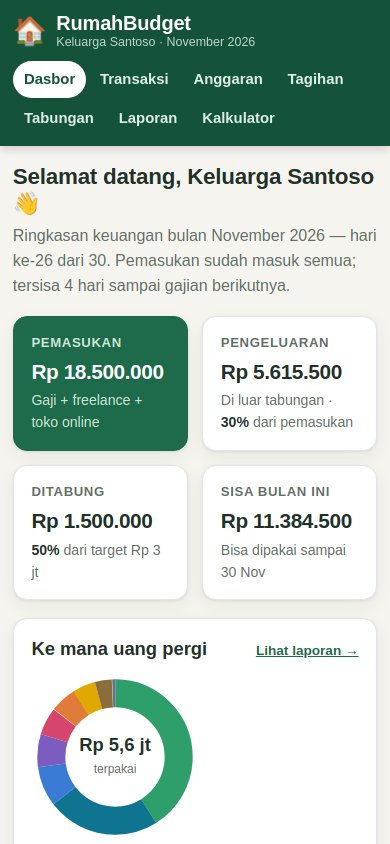 RumahBudget
Keluarga Santoso · November 2026
Dasbor Transaksi Anggaran Tagihan
Tabungan Laporan Kalkulator
Selamat datang, Keluarga Santoso
👋
Ringkasan keuangan bulan November 2026 — hari
ke-26 dari 30. Pemasukan sudah masuk semua;
tersisa 4 hari sampai gajian berikutnya.
PEMASUKAN
Rp 18.500.000
Gaji + freelance +
toko online
PENGELUARAN
Rp 5.615.500
Di luar tabungan ·
30% dari pemasukan
DITABUNG
Rp 1.500.000
50% dari target Rp 3
jt
SISA BULAN INI
Rp 11.384.500
Bisa dipakai sampai
30 Nov
Ke mana uang pergi
Lihat laporan →
Rp 5,6 jt
terpakai